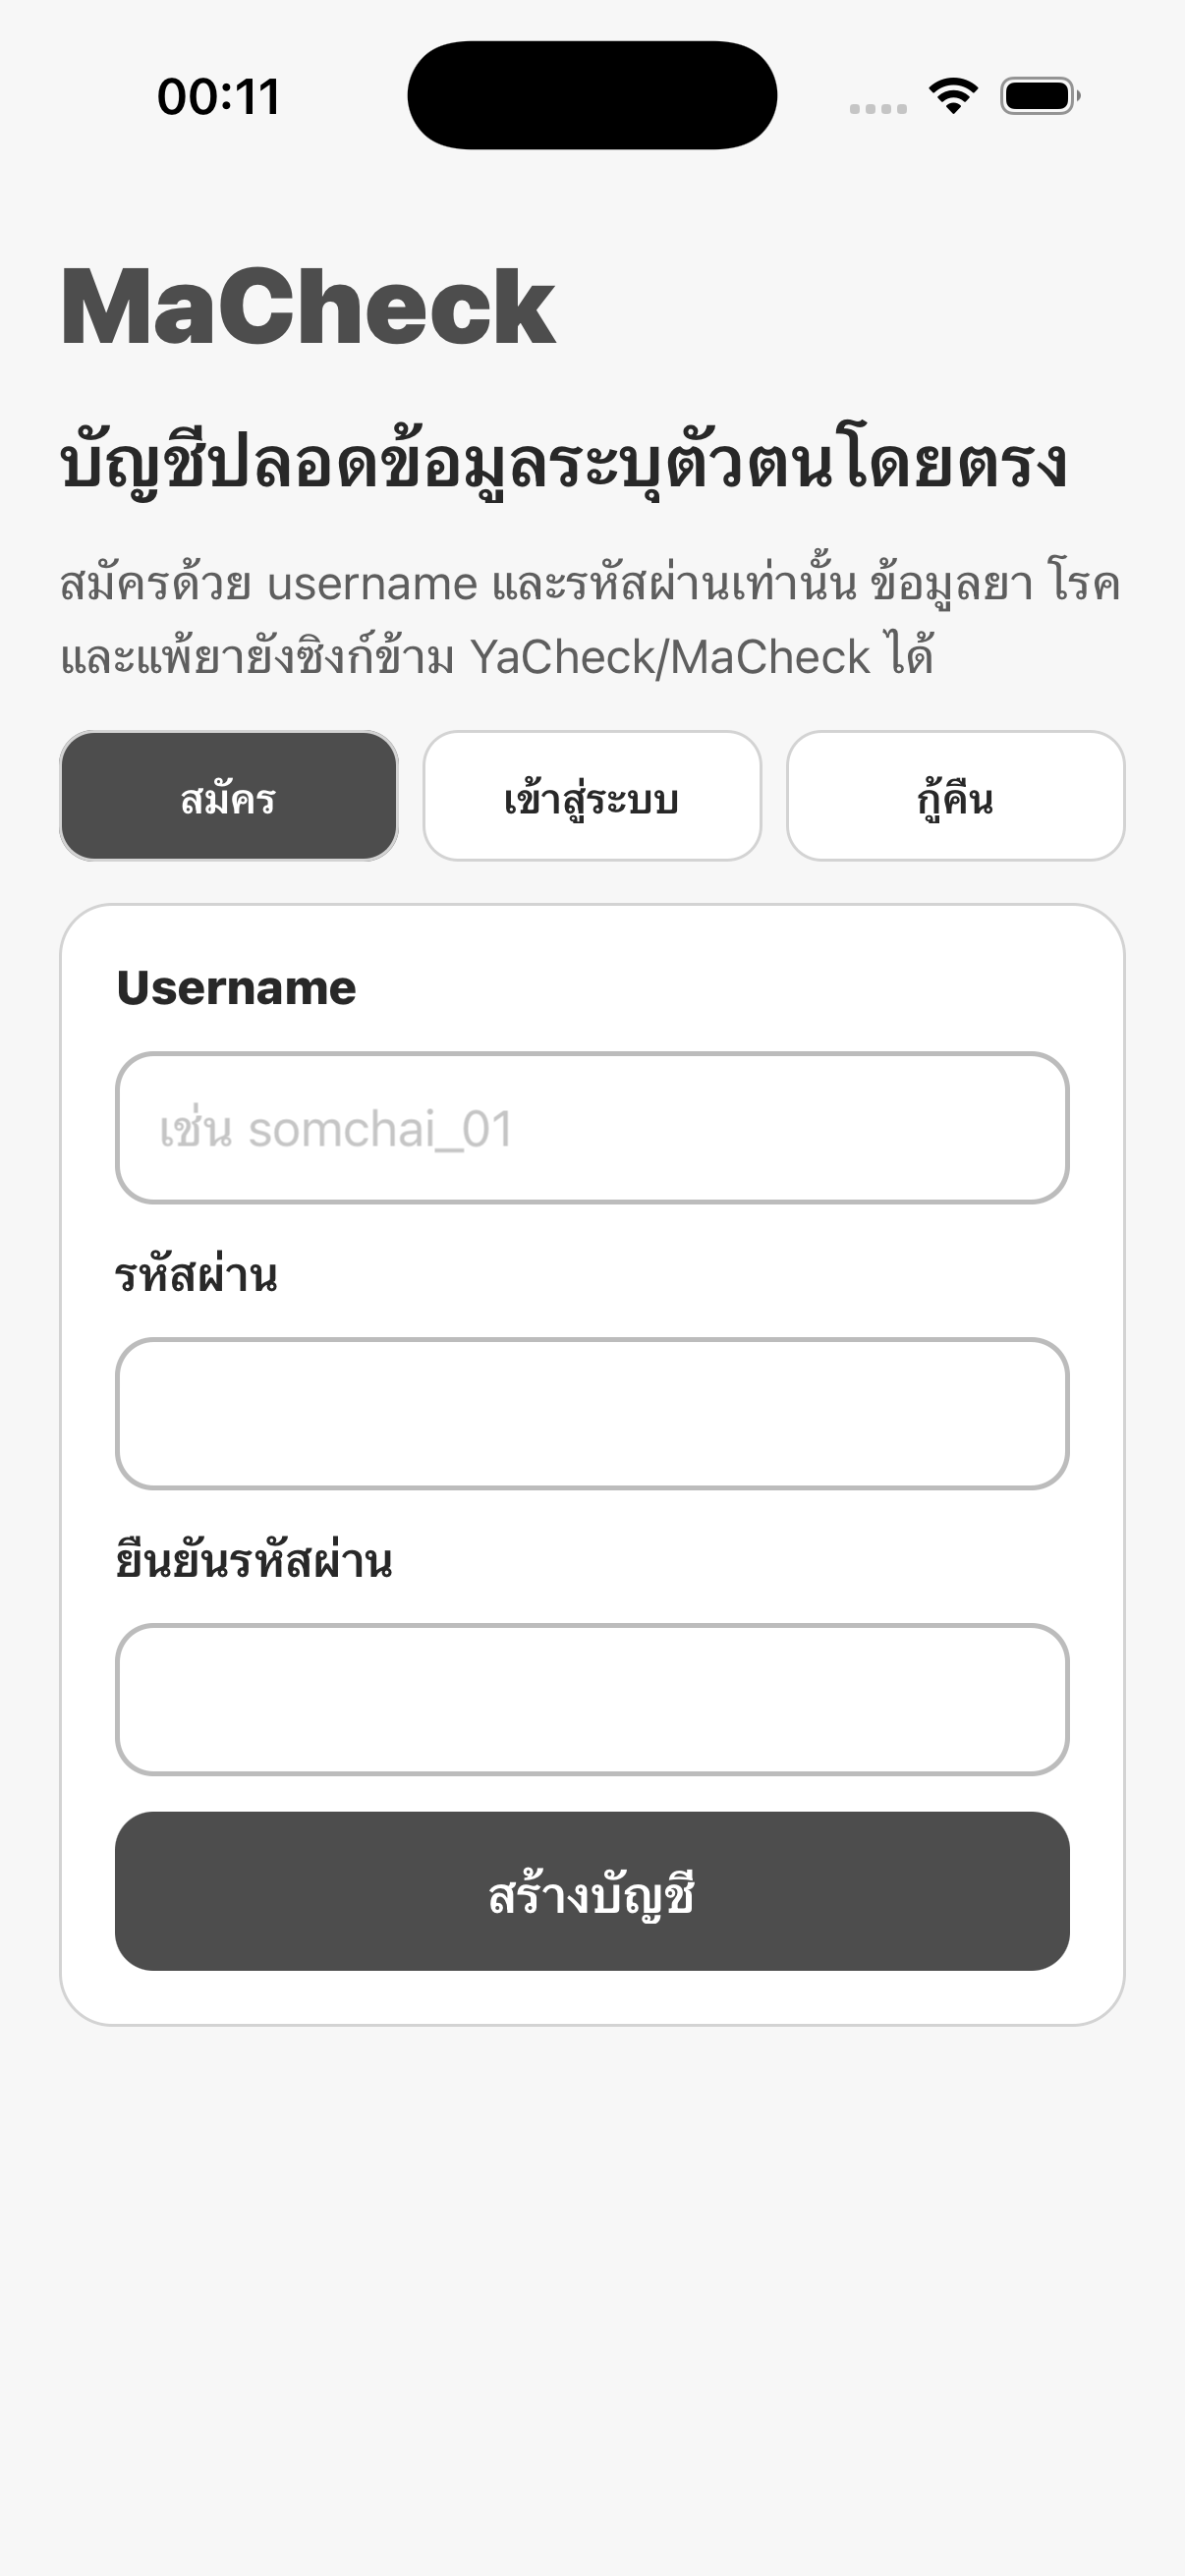 00:11
MaCheck
บัญชีปลอดข้อมูลระบุตัวตนโดยตรง
สมัครด้วย username และรหัสผ่านเท่านั้น ข้อมูลยา โรค
และแพ้ยายังซิงก์ข้าม YaCheck/MaCheck ได้
สมัคร
เข้าสู่ระบบ
กู้คืน
Username
เช่น somchai_01
รหัสผ่าน
ยืนยันรหัสผ่าน
สร้างบัญชี